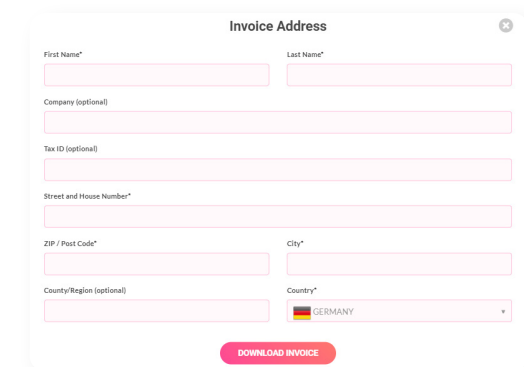 Invoice Address
First Name*
Last Name*
Company (optional)
Tax ID (optional)
Street and House Number*
ZIP / Post Code*
City*
County/Region (optional)
Country*
GERMANY
DOWNLOAD INVOICE